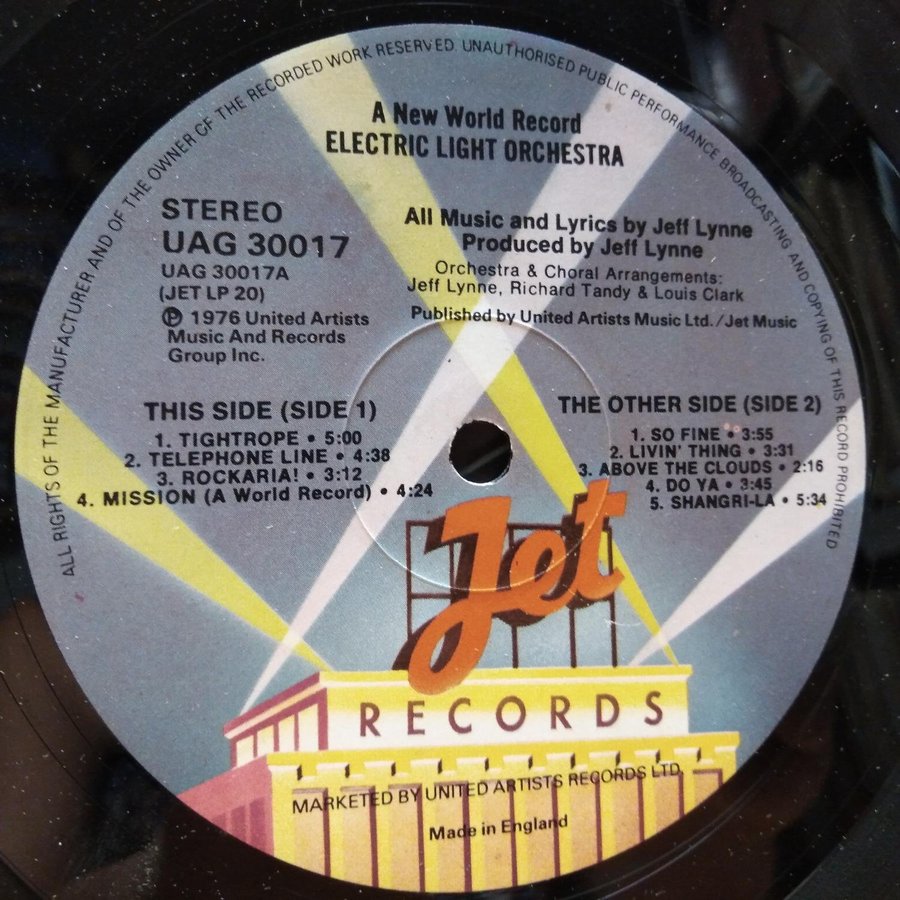 ALL RIGHTS OF THE MANUFACTURER AND OF THE OWNER OF THE RECORDED WORK RESERVED. UNAUTHORISED PUBLIC PERFORMANCE BROADCASTING AND COPYING OF THIS RECORD PROHIBITED
A New World Record
ELECTRIC LIGHT ORCHESTRA
STEREO
UAG 30017
UAG 30017A
(JET LP 20)
℗ 1976 United Artists
Music And Records
Group Inc.
All Music and Lyrics by Jeff Lynne
Produced by Jeff Lynne
Orchestra & Choral Arrangements:
Jeff Lynne, Richard Tandy & Louis Clark
Published by United Artists Music Ltd./Jet Music
THIS SIDE (SIDE 1)
1. TIGHTROPE • 5:00
2. TELEPHONE LINE • 4:38
3. ROCKARIA! • 3:12
4. MISSION (A World Record) • 4:24
THE OTHER SIDE (SIDE 2)
1. SO FINE • 3:55
2. LIVIN' THING • 3:31
3. ABOVE THE CLOUDS • 2:16
4. DO YA • 3:45
5. SHANGRI-LA • 5:34
Jet
RECORDS
MARKETED BY UNITED ARTISTS RECORDS LTD.
Made in England